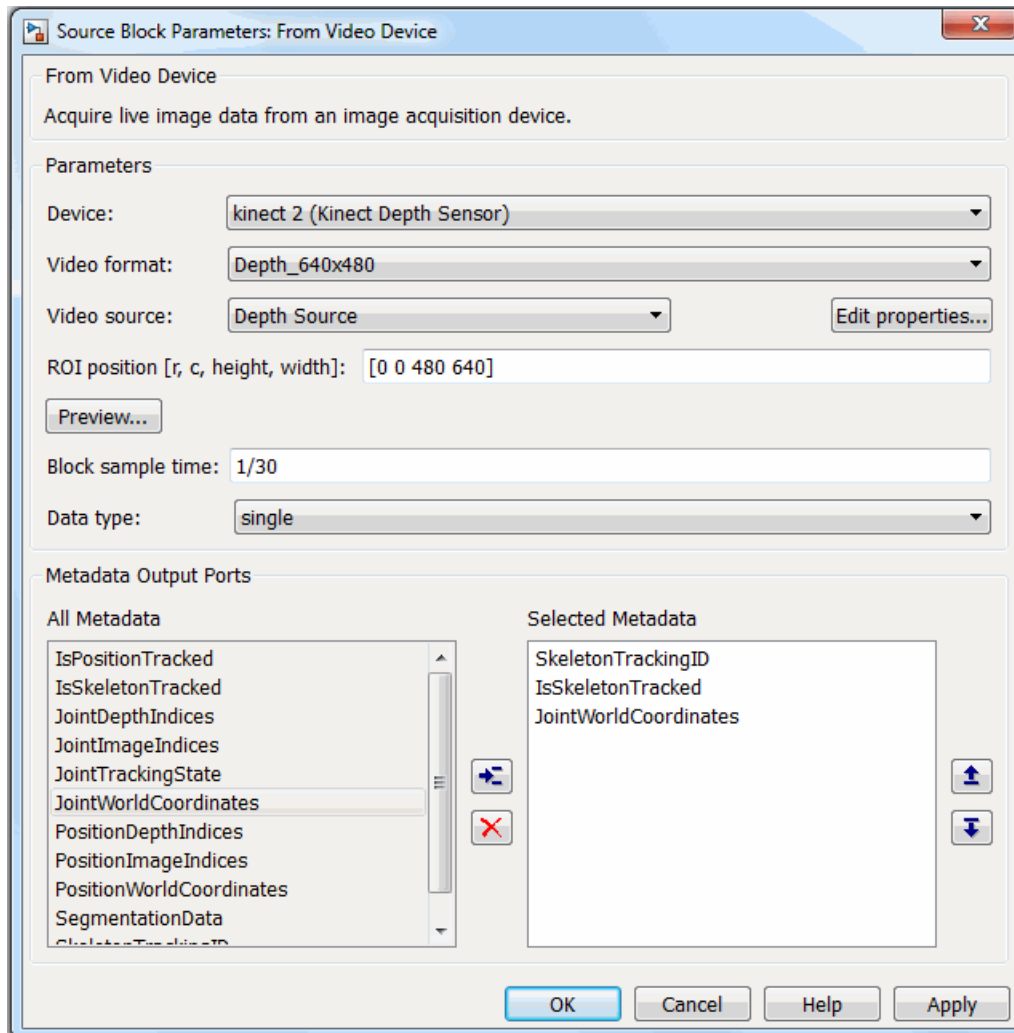 Source Block Parameters: From Video Device
From Video Device
Acquire live image data from an image acquisition device.
Parameters
Device: kinect 2 (Kinect Depth Sensor)
Video format: Depth_640x480
Video source: Depth Source Edit properties...
ROI position [r, c, height, width]: [0 0 480 640]
Preview...
Block sample time: 1/30
Data type: single
Metadata Output Ports
All Metadata
IsPositionTracked
IsSkeletonTracked
JointDepthIndices
JointImageIndices
JointTrackingState
JointWorldCoordinates
PositionDepthIndices
PositionImageIndices
PositionWorldCoordinates
SegmentationData
SkeletonTrackingID
Selected Metadata
SkeletonTrackingID
IsSkeletonTracked
JointWorldCoordinates
OK Cancel Help Apply